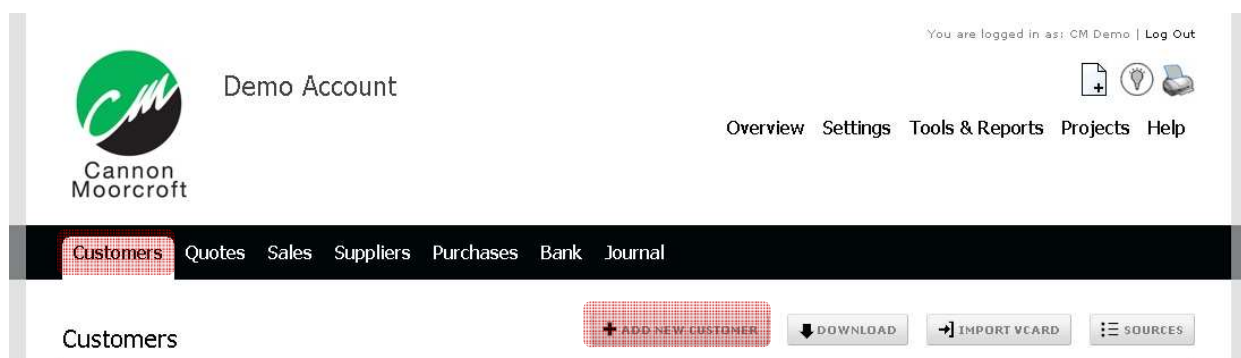 You are logged in as: CM Demo | Log Out
CM
Demo Account
Overview Settings Tools & Reports Projects Help
Cannon
Moorcroft
Customers Quotes Sales Suppliers Purchases Bank Journal
Customers
ADD NEW CUSTOMER DOWNLOAD IMPORT VCARD SOURCES